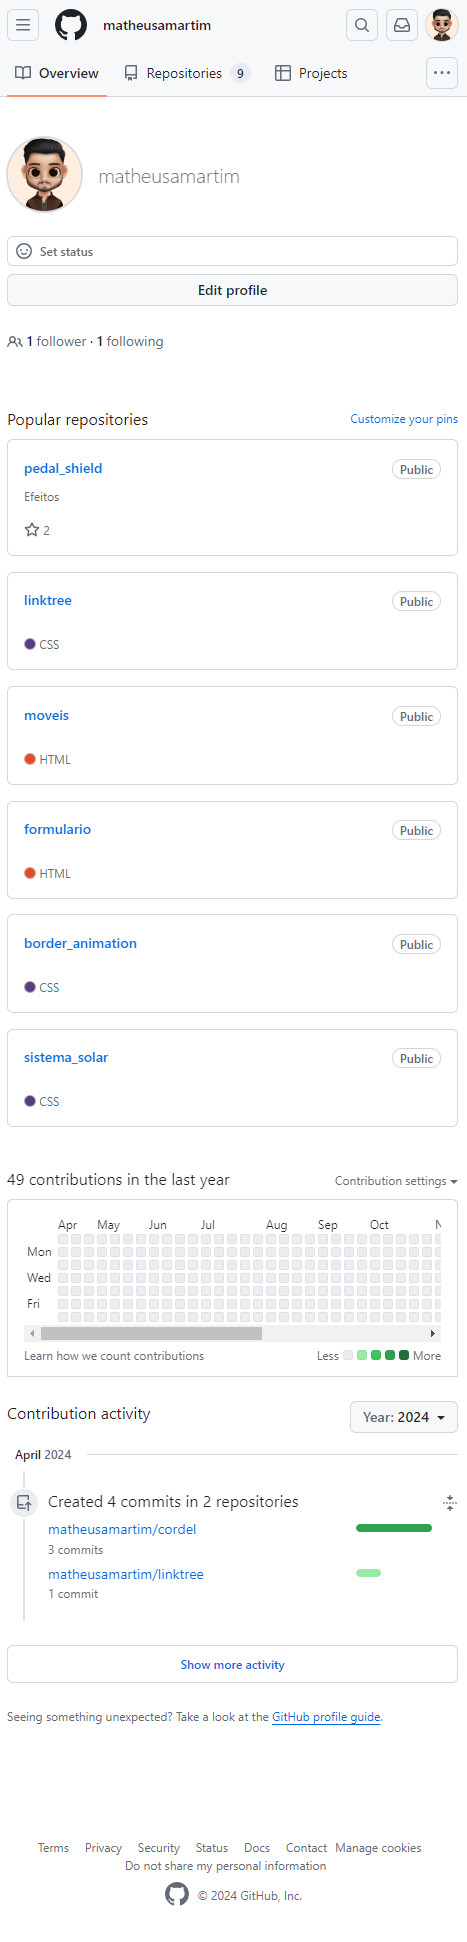 matheusamartim
Overview Repositories 9 Projects
matheusamartim
Set status
Edit profile
1 follower · 1 following
Popular repositories Customize your pins
pedal_shield Public
Efeitos
2
linktree Public
CSS
moveis Public
HTML
formulario Public
HTML
border_animation Public
CSS
sistema_solar Public
CSS
49 contributions in the last year Contribution settings
Apr May Jun Jul Aug Sep Oct
Mon
Wed
Fri
Learn how we count contributions Less More
Contribution activity Year: 2024
April 2024
Created 4 commits in 2 repositories
matheusamartim/cordel
3 commits
matheusamartim/linktree
1 commit
Show more activity
Seeing something unexpected? Take a look at the GitHub profile guide.
Terms Privacy Security Status Docs Contact Manage cookies
Do not share my personal information
© 2024 GitHub, Inc.